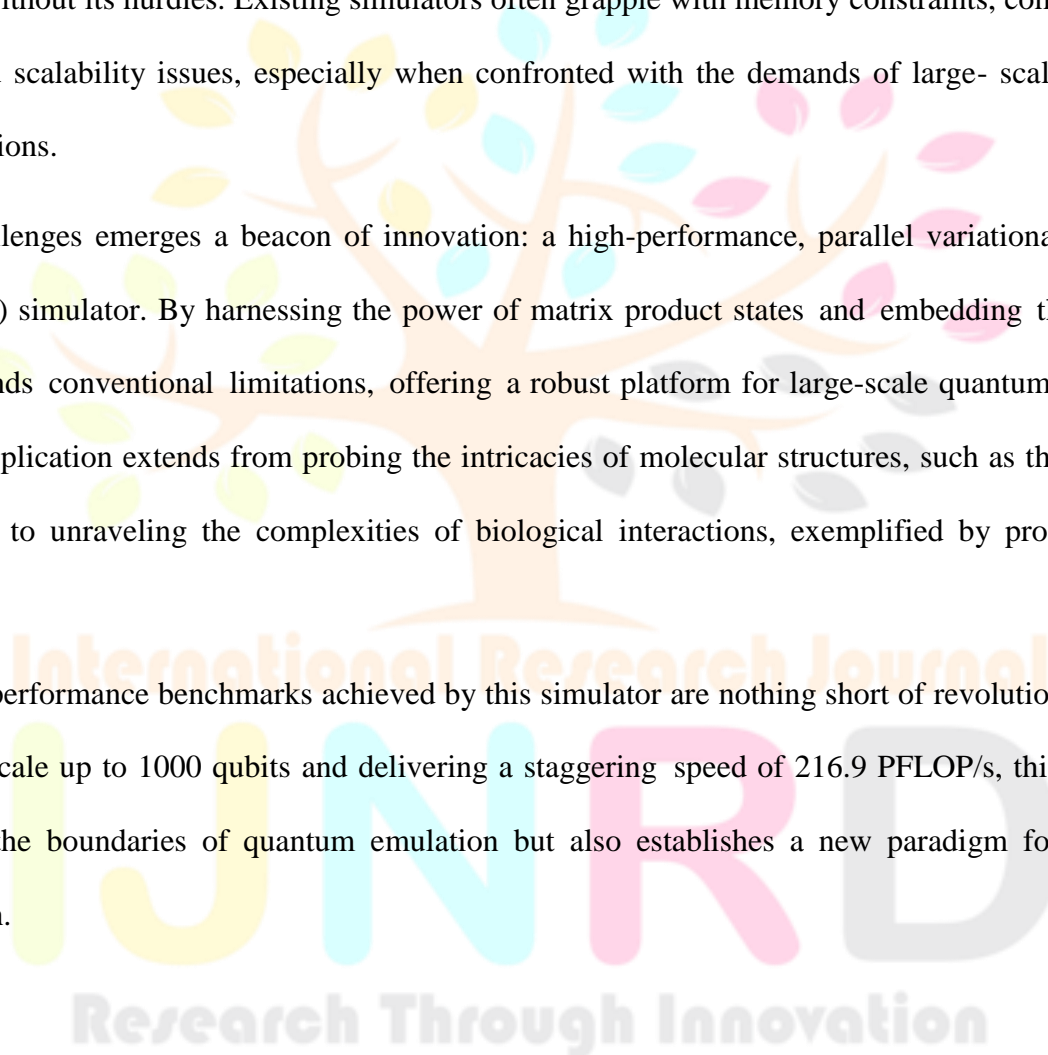 without its hurdles. Existing simulators often grapple with memory constraints, con
scalability issues, especially when confronted with the demands of large- scal
ions.
llenges emerges a beacon of innovation: a high-performance, parallel variationa
) simulator. By harnessing the power of matrix product states and embedding t
nds conventional limitations, offering a robust platform for large-scale quantum
plication extends from probing the intricacies of molecular structures, such as th
to unraveling the complexities of biological interactions, exemplified by pro
International Research Journal
performance benchmarks achieved by this simulator are nothing short of revolutio
cale up to 1000 qubits and delivering a staggering speed of 216.9 PFLOP/s, thi
the boundaries of quantum emulation but also establishes a new paradigm fo
n.
IJNRD
Research Through Innovation